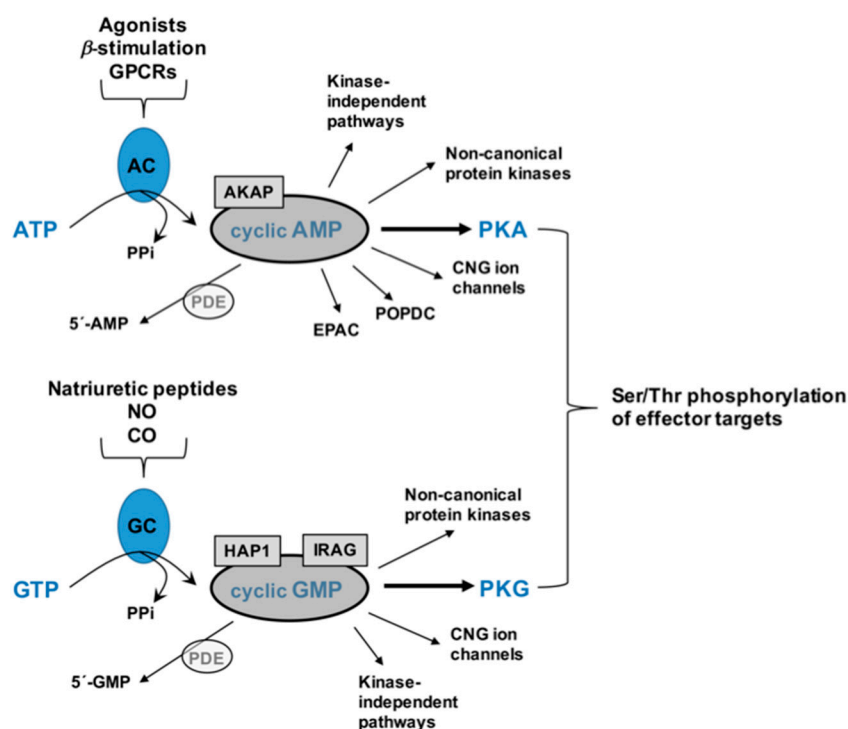 Agonists
β-stimulation
GPCRs
Kinase-
independent
pathways
AC
Non-canonical
protein kinases
AKAP
ATP
cyclic AMP
PKA
PPi
CNG ion
channels
PDE
5´-AMP
EPAC
POPDC
Natriuretic peptides
NO
CO
Ser/Thr phosphorylation
of effector targets
Non-canonical
protein kinases
GC
HAP1
IRAG
GTP
cyclic GMP
PKG
PPi
CNG ion
channels
PDE
5´-GMP
Kinase-
independent
pathways